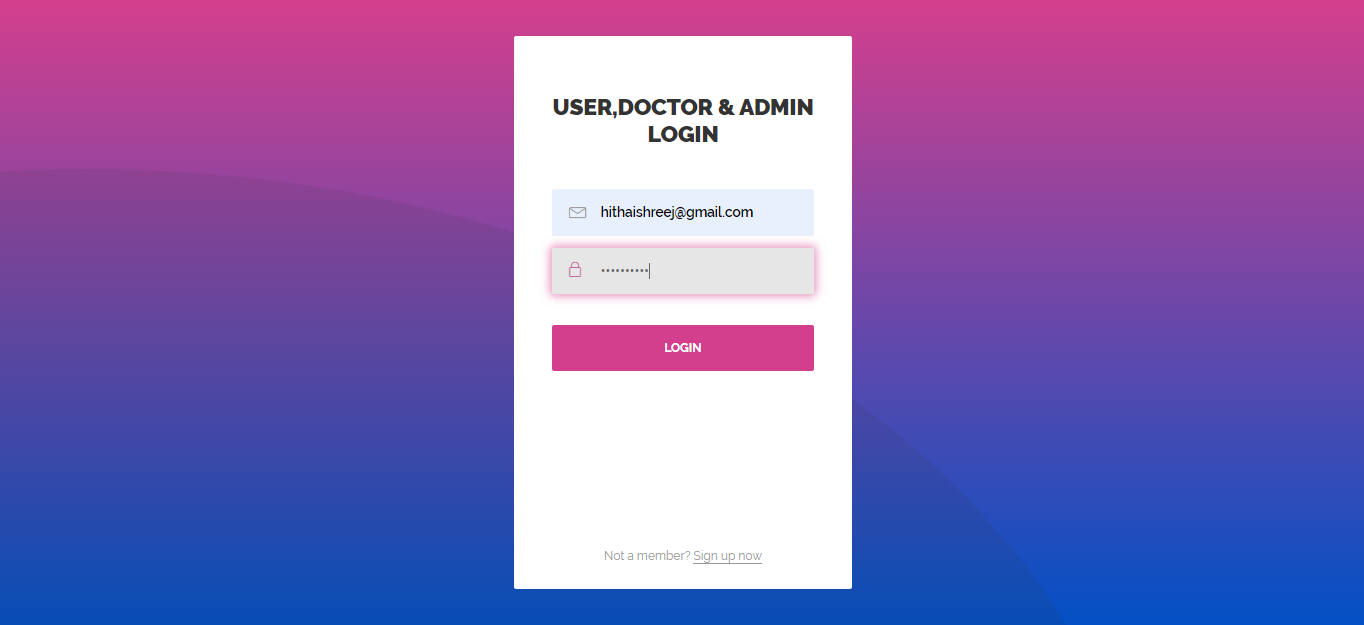 USER,DOCTOR & ADMIN
LOGIN
hithaishreej@gmail.com
••••••••••
LOGIN
Not a member? Sign up now